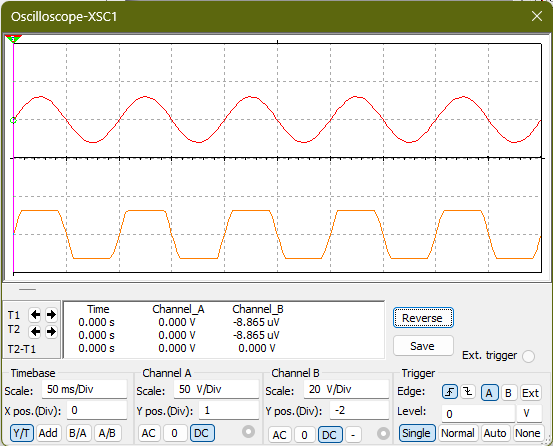 Oscilloscope-XSC1
Time Channel_A Channel_B
T1 0.000 s 0.000 V -8.865 uV
T2 0.000 s 0.000 V -8.865 uV
T2-T1 0.000 s 0.000 V 0.000 V
Reverse
Save
Ext. trigger
Timebase
Scale: 50 ms/Div
X pos.(Div): 0
Y/T Add B/A A/B
Channel A
Scale: 50 V/Div
Y pos.(Div): 1
AC 0 DC
Channel B
Scale: 20 V/Div
Y pos.(Div): -2
AC 0 DC -
Trigger
Edge: A B Ext
Level: 0 V
Single Normal Auto None